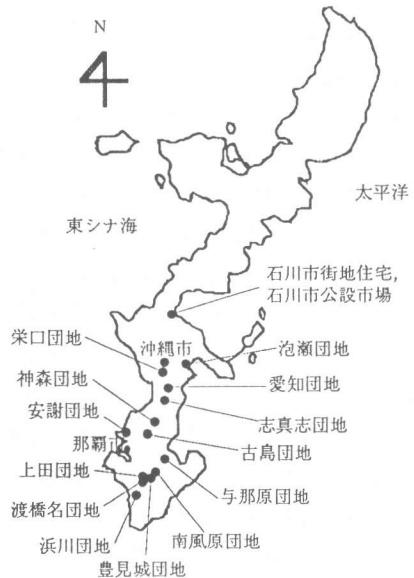 N
太平洋
東シナ海
石川市街地住宅,
石川市公設市場
沖縄市
泡瀬団地
栄口団地
愛知団地
神森団地
志真志団地
安謝団地
古島団地
那覇市
上田団地
与那原団地
渡橋名団地
南風原団地
浜川団地
豊見城団地